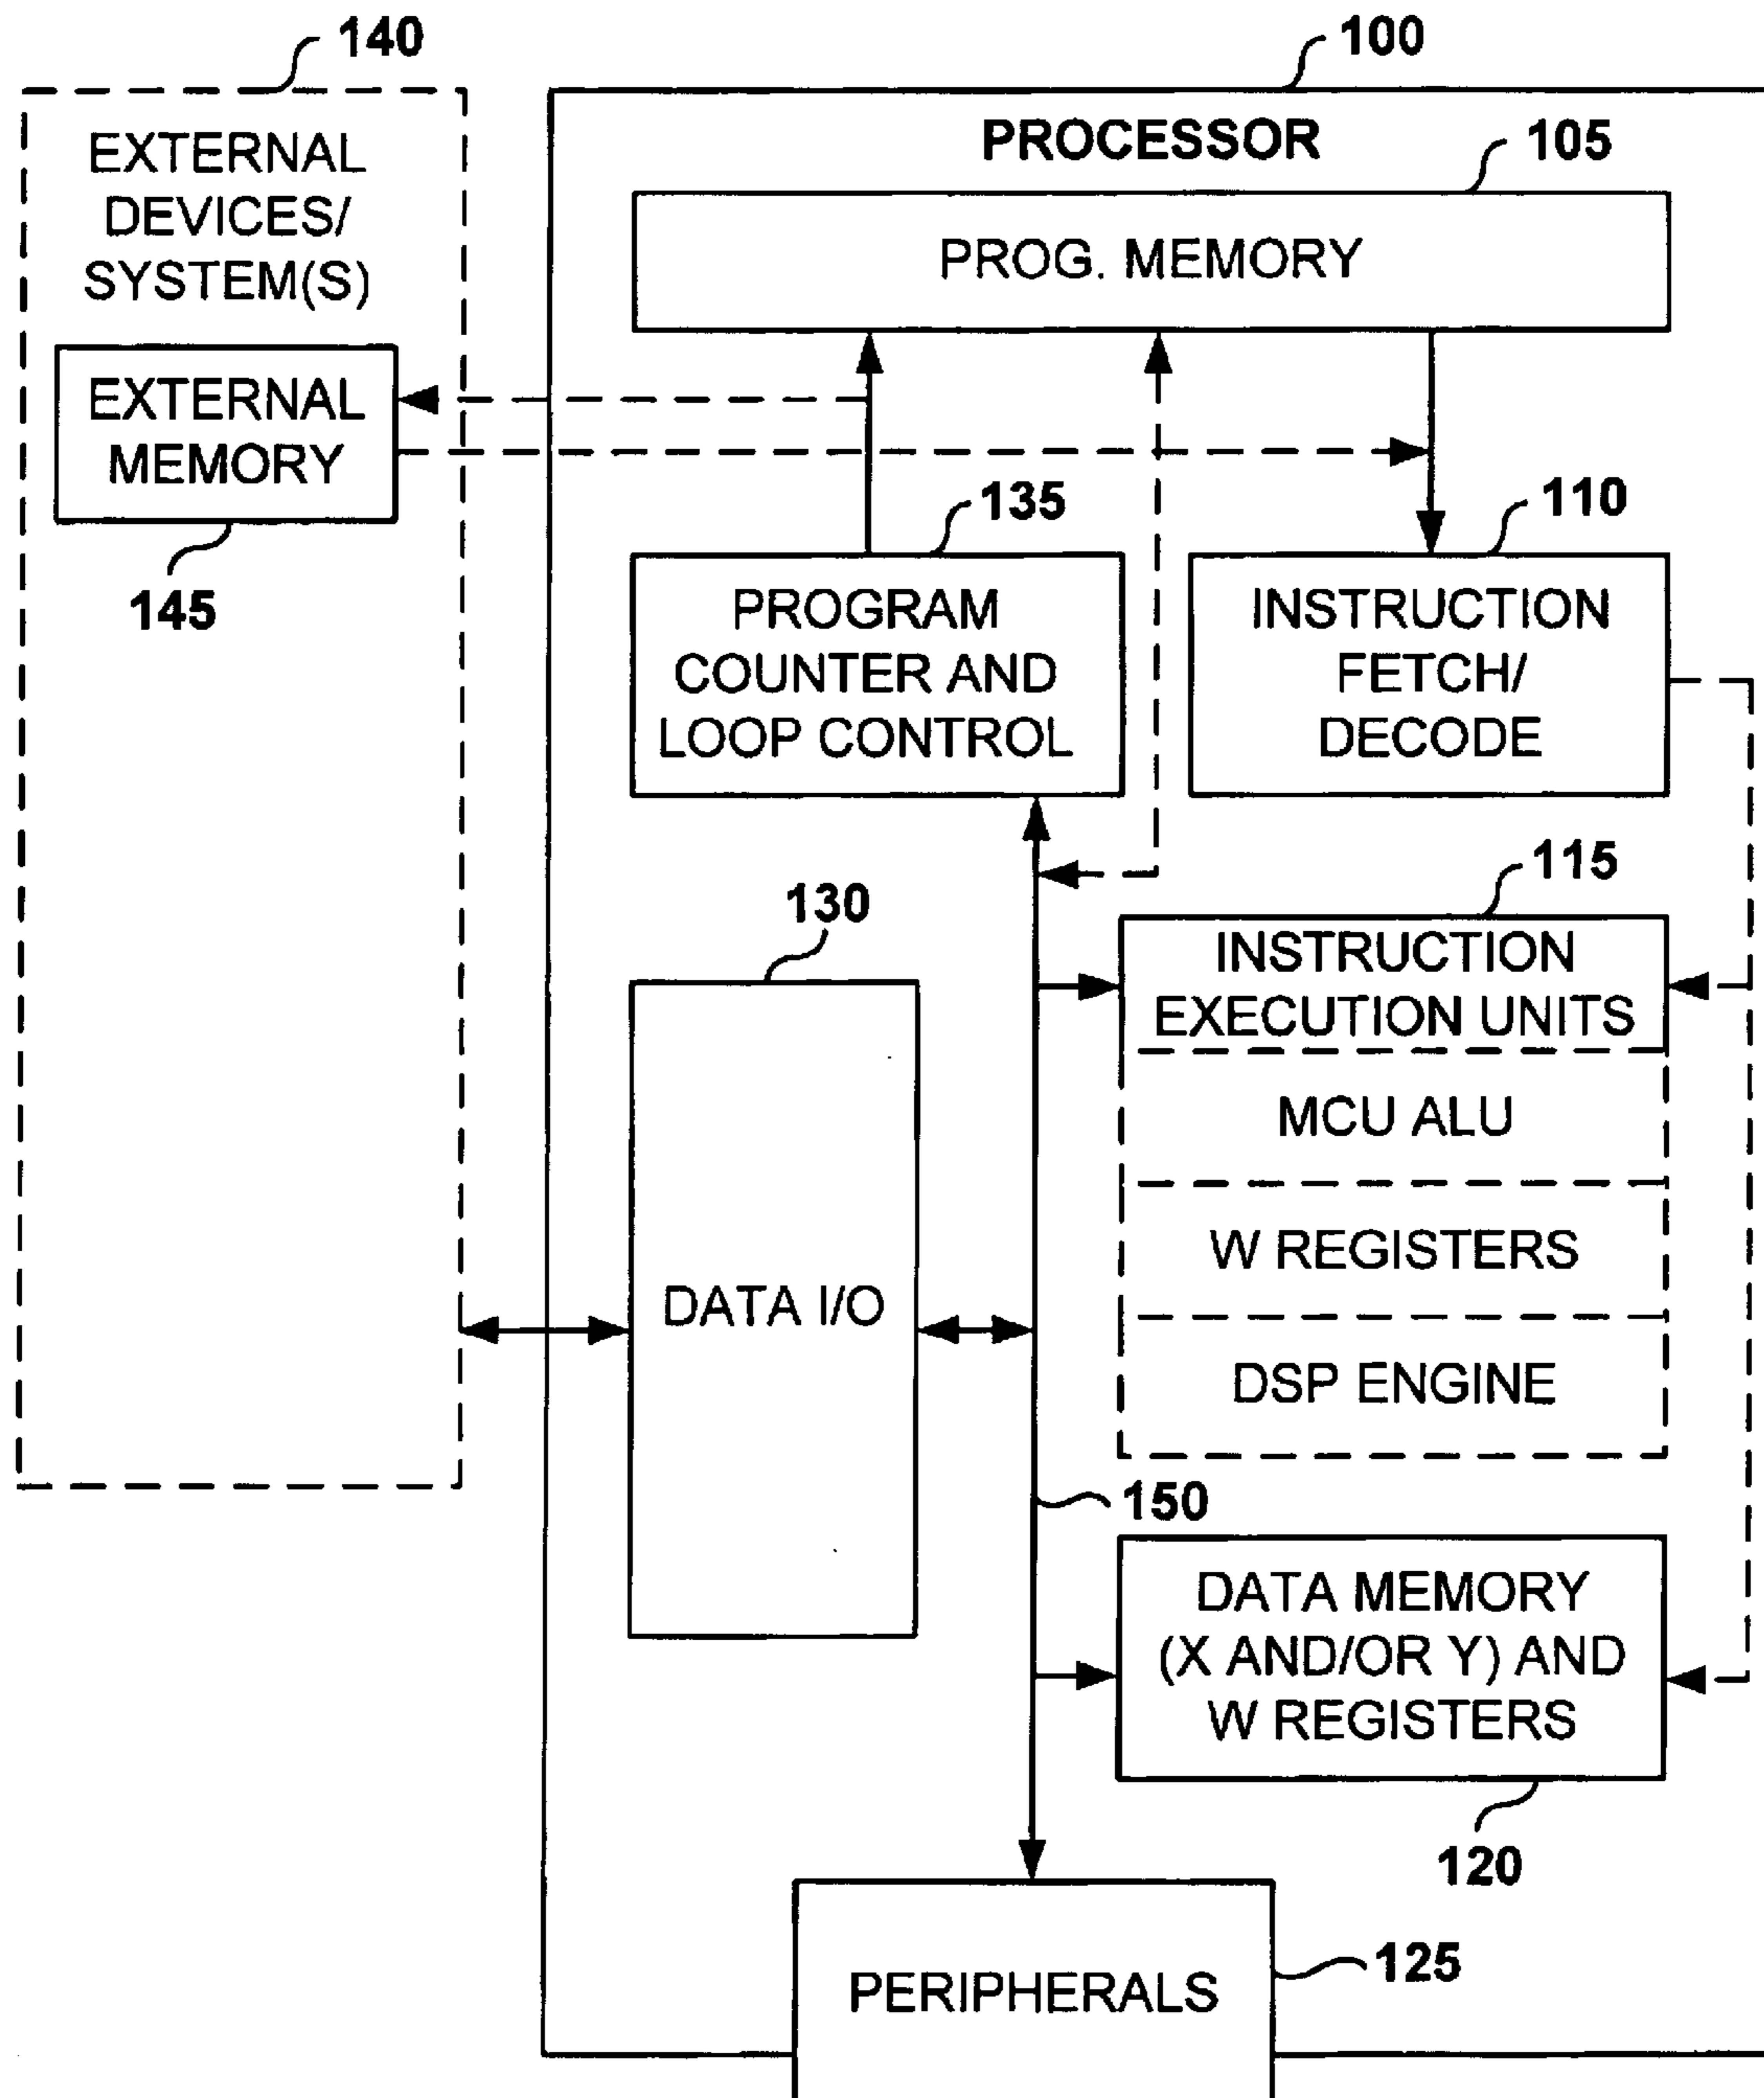 140
100
EXTERNAL
DEVICES/
SYSTEM(S)
PROCESSOR
105
PROG. MEMORY
EXTERNAL
MEMORY
145
135
110
PROGRAM
COUNTER AND
LOOP CONTROL
INSTRUCTION
FETCH/
DECODE
115
130
INSTRUCTION
EXECUTION UNITS
MCU ALU
W REGISTERS
DSP ENGINE
DATA I/O
150
DATA MEMORY
(X AND/OR Y) AND
W REGISTERS
120
PERIPHERALS
125